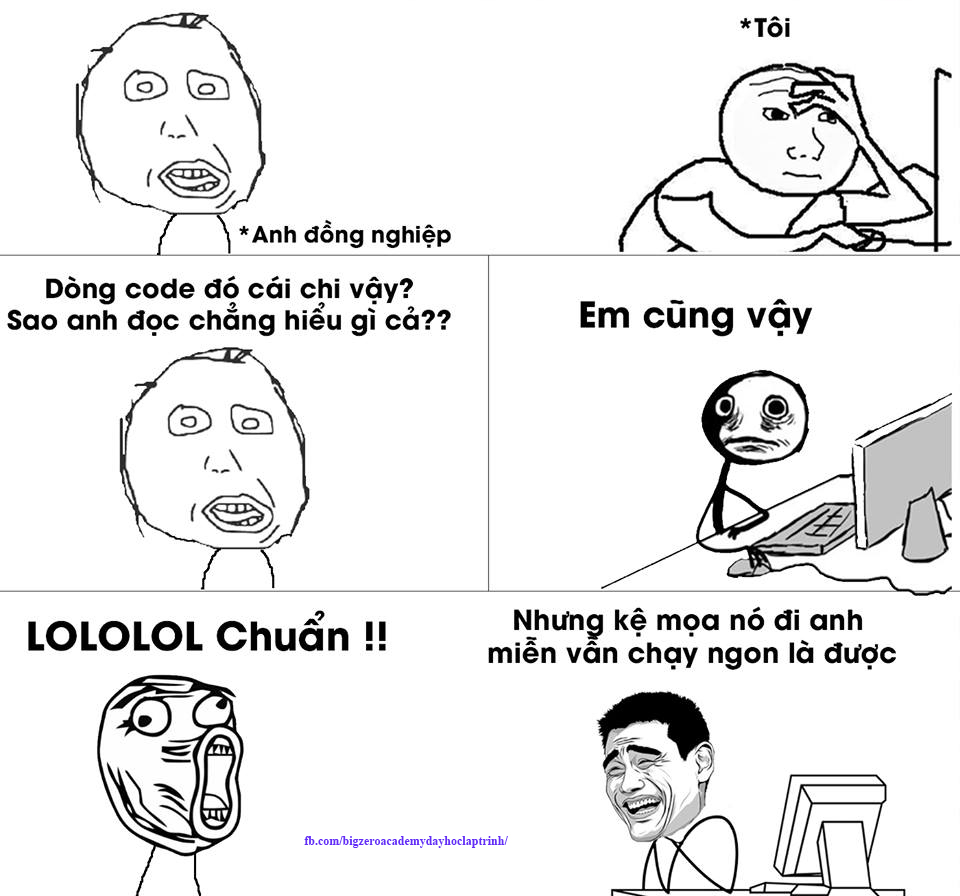 *Tôi
*Anh đồng nghiệp
Dòng code đó cái chi vậy?
Sao anh đọc chẳng hiểu gì cả??
Em cũng vậy
LOLOLOL Chuẩn !!
Nhưng kệ mọa nó đi anh
miễn vẫn chạy ngon là được
fb.com/bigzeroacademydayhoclaptrinh/